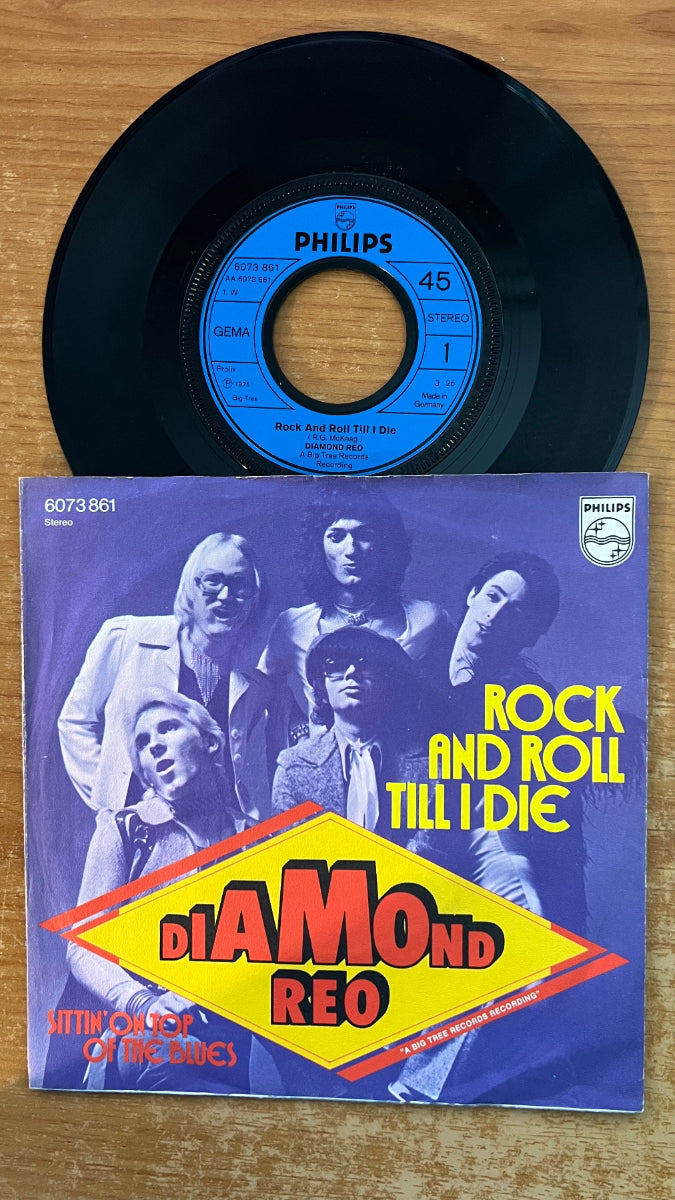 PHILIPS
PHILIPS
6073 861
AA 6073 861
1. W
45
GEMA
STEREO
1
Prolix
Ⓟ 1975
Big Tree
3. 26
Made in
Germany
Rock And Roll Till I Die
( R.G. McKeag )
DIAMOND REO
A Big Tree Records
Recording
6073 861
Stereo
PHILIPS
ROCK
AND ROLL
TILL I DIE
DIAMOND
REO
SITTIN' ON TOP
OF THE BLUES
"A BIG TREE RECORDS RECORDING"